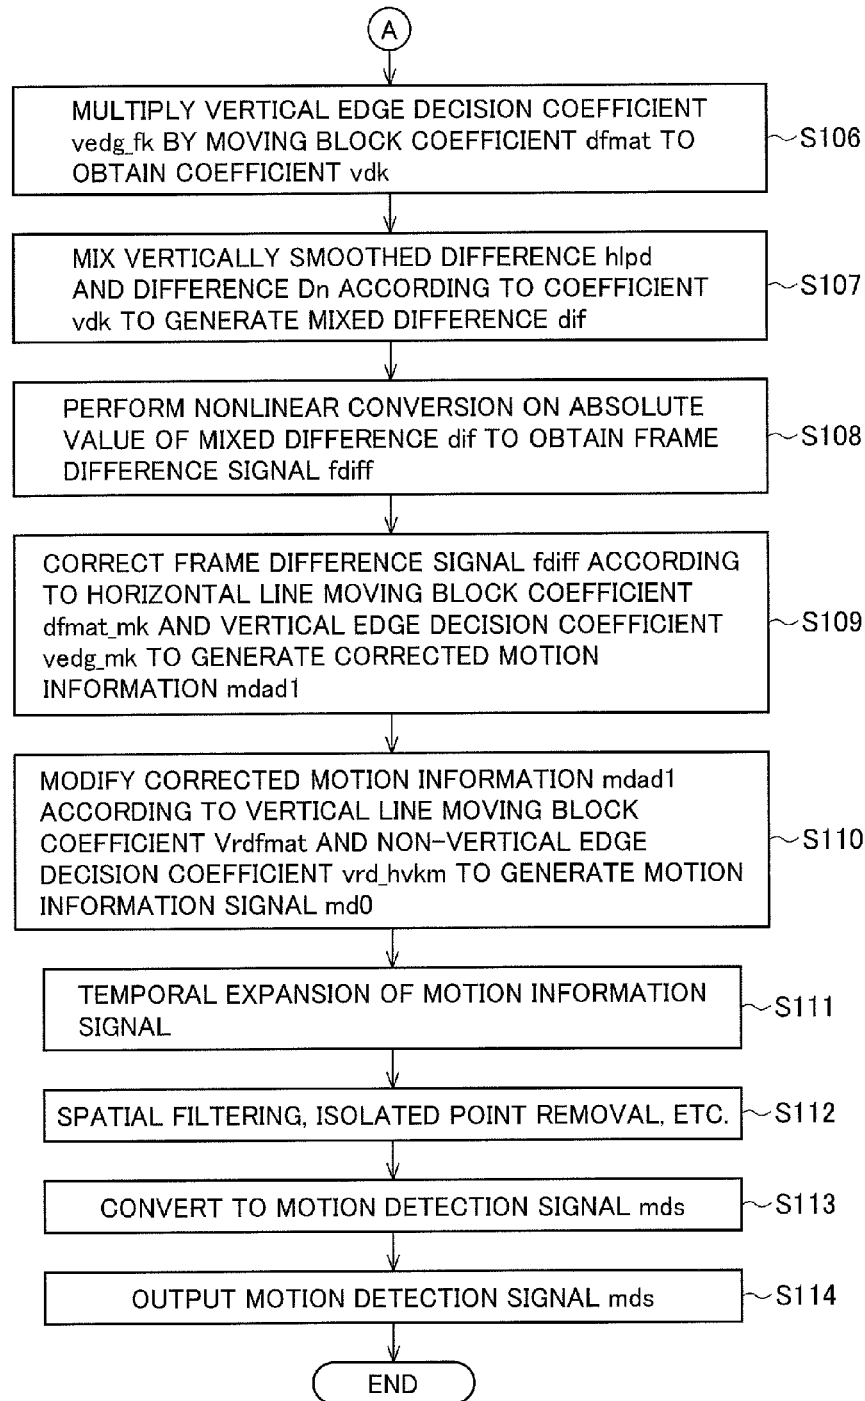 A
MULTIPLY VERTICAL EDGE DECISION COEFFICIENT
vedg_fk BY MOVING BLOCK COEFFICIENT dfmat TO
OBTAIN COEFFICIENT vdk
S106
MIX VERTICALLY SMOOTHED DIFFERENCE hlpd
AND DIFFERENCE Dn ACCORDING TO COEFFICIENT
vdk TO GENERATE MIXED DIFFERENCE dif
S107
PERFORM NONLINEAR CONVERSION ON ABSOLUTE
VALUE OF MIXED DIFFERENCE dif TO OBTAIN FRAME
DIFFERENCE SIGNAL fdiff
S108
CORRECT FRAME DIFFERENCE SIGNAL fdiff ACCORDING
TO HORIZONTAL LINE MOVING BLOCK COEFFICIENT
dfmat_mk AND VERTICAL EDGE DECISION COEFFICIENT
vedg_mk TO GENERATE CORRECTED MOTION
INFORMATION mdad1
S109
MODIFY CORRECTED MOTION INFORMATION mdad1
ACCORDING TO VERTICAL LINE MOVING BLOCK
COEFFICIENT Vrdfmat AND NON-VERTICAL EDGE
DECISION COEFFICIENT vrd_hvkm TO GENERATE MOTION
INFORMATION SIGNAL md0
S110
TEMPORAL EXPANSION OF MOTION INFORMATION
SIGNAL
S111
SPATIAL FILTERING, ISOLATED POINT REMOVAL, ETC.
S112
CONVERT TO MOTION DETECTION SIGNAL mds
S113
OUTPUT MOTION DETECTION SIGNAL mds
S114
END